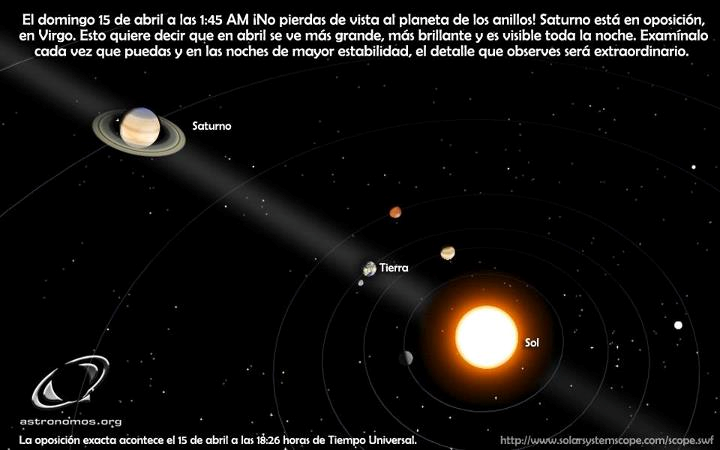 El domingo 15 de abril a las 1:45 AM ¡No pierdas de vista al planeta de los anillos! Saturno está en oposición,
en Virgo. Esto quiere decir que en abril se ve más grande, más brillante y es visible toda la noche. Examínalo
cada vez que puedas y en las noches de mayor estabilidad, el detalle que observes será extraordinario.
Saturno
Tierra
Sol
astronomos.org
La oposición exacta acontece el 15 de abril a las 18:26 horas de Tiempo Universal.
http://www.solarsystemscope.com/scope.swf